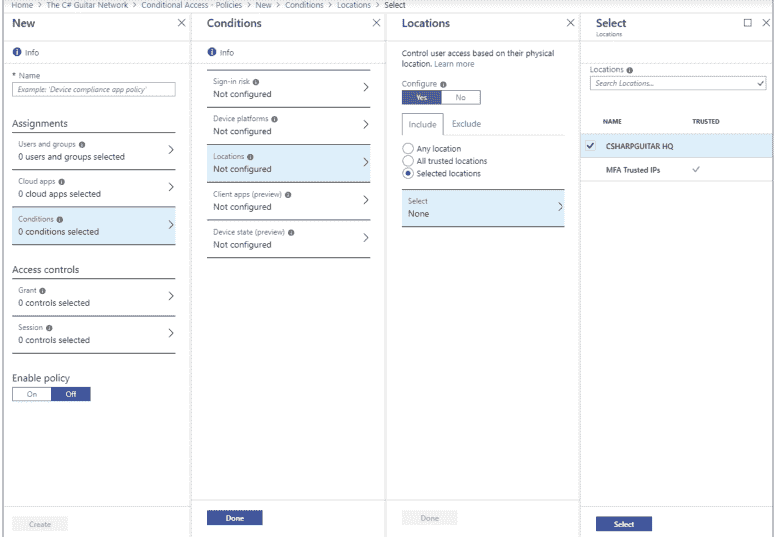 Home > The C# Guitar Network > Conditional Access - Policies > New > Conditions > Locations > Select
New
Info
* Name
Example: 'Device compliance app policy'
Assignments
Users and groups
0 users and groups selected
Cloud apps
0 cloud apps selected
Conditions
0 conditions selected
Access controls
Grant
0 controls selected
Session
0 controls selected
Enable policy
On Off
Create
Conditions
Info
Sign-in risk
Not configured
Device platforms
Not configured
Locations
Not configured
Client apps (preview)
Not configured
Device state (preview)
Not configured
Done
Locations
Control user access based on their physical
location. Learn more
Configure
Yes No
Include Exclude
Any location
All trusted locations
Selected locations
Select
None
Done
Select
Locations
Locations
Search Locations...
NAME TRUSTED
CSHARPGUITAR HQ
MFA Trusted IPs
Select